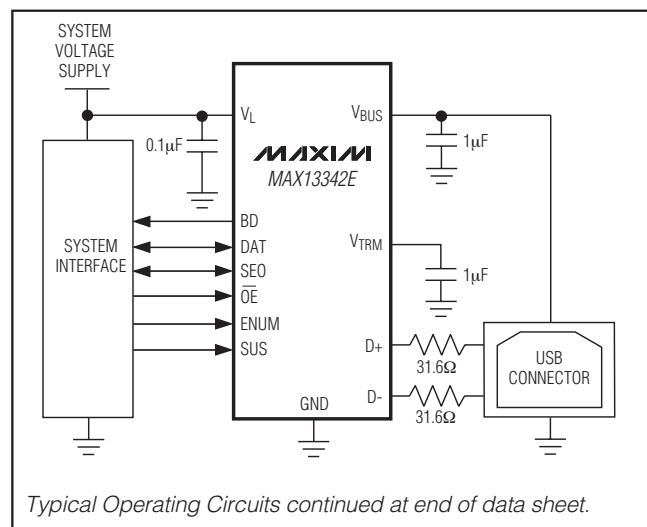 SYSTEM
VOLTAGE
SUPPLY
VL
VBUS
0.1µF
1µF
MAXIM
MAX13342E
SYSTEM
INTERFACE
BD
DAT
SEO
OE
ENUM
SUS
VTRM
1µF
D+
31.6Ω
D-
31.6Ω
GND
USB
CONNECTOR
Typical Operating Circuits continued at end of data sheet.